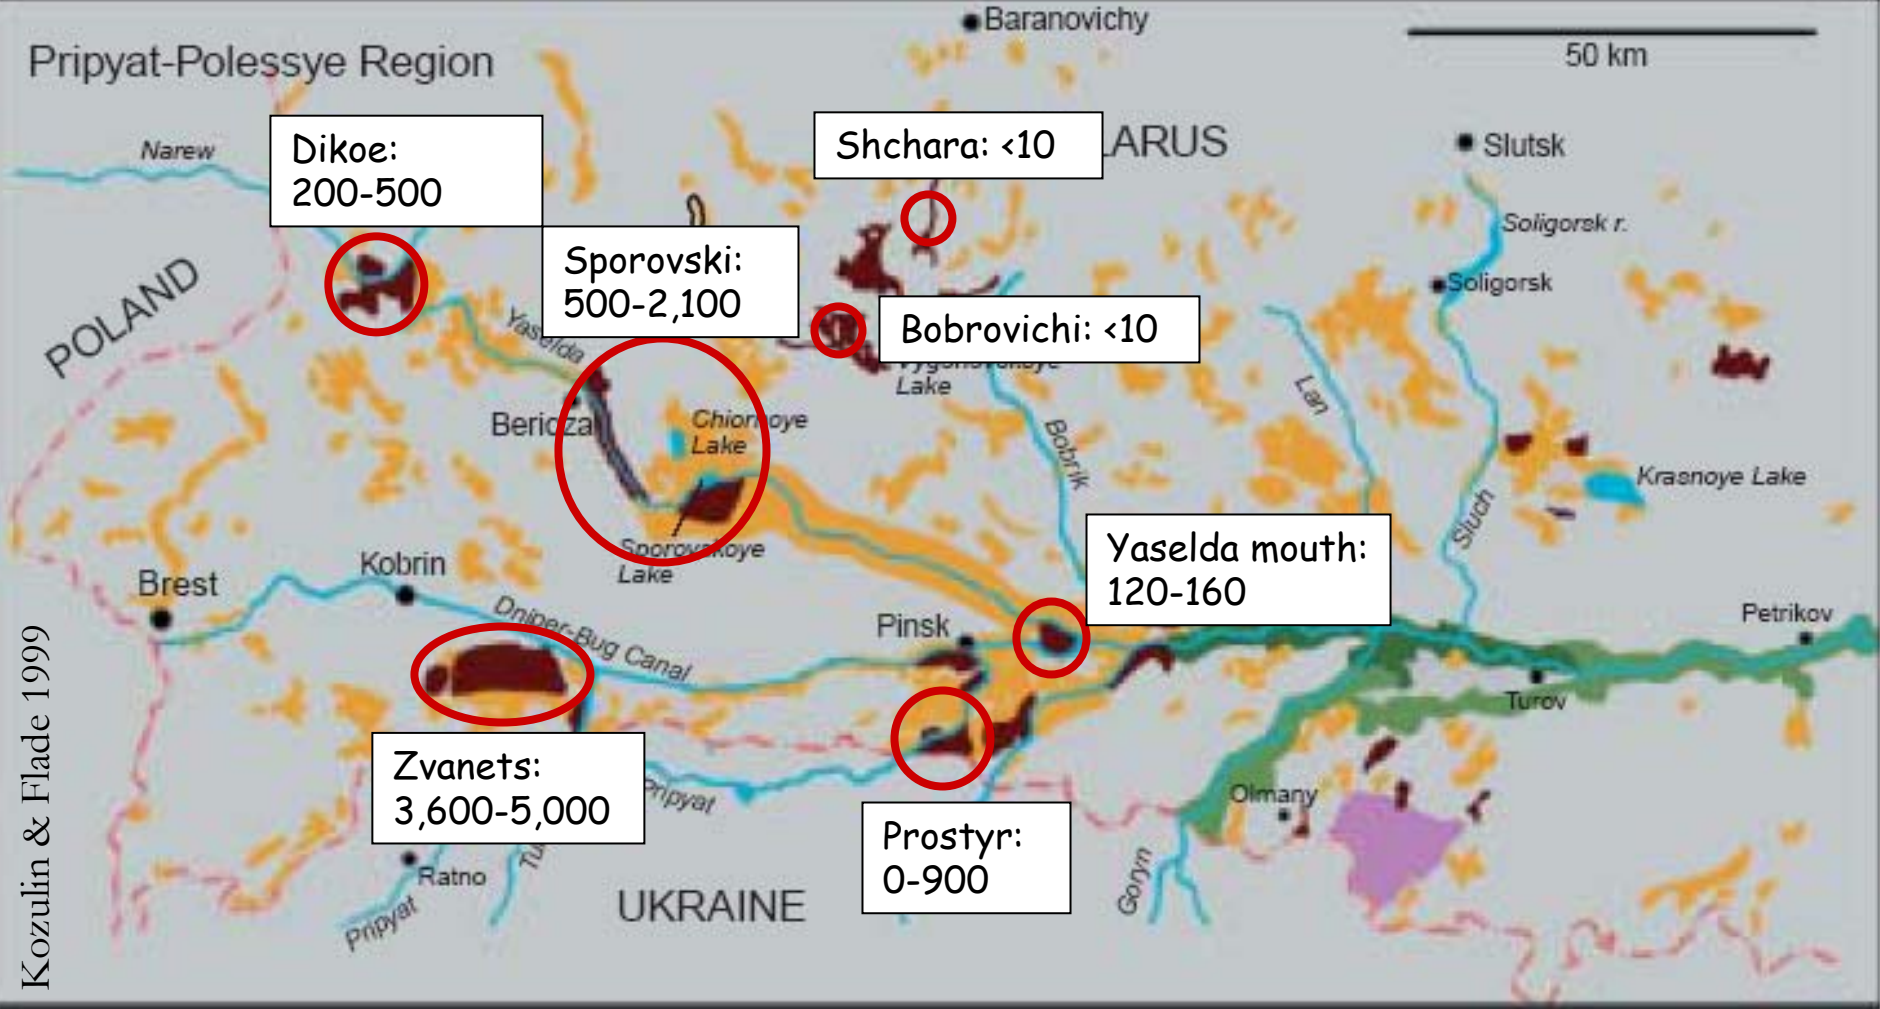 Baranovichy
Pripyat-Polessye Region
50 km
Dikoe:
200-500
Shchara: <10
LARUS
Slutsk
Narew
Soligorsk r.
Sporovski:
500-2,100
POLAND
Soligorsk
Yaselda
Bobrovichi: <10
Lake
Lan
Berioza
Chiornoye
Lake
Bobrik
Krasnoye Lake
Sluch
Sporovskoye
Lake
Yaselda mouth:
120-160
Kobrin
Brest
Dniper-Bug Canal
Pinsk
Petrikov
Turov
Zvanets:
3,600-5,000
Pripyat
Olmany
Prostyr:
0-900
Ratno
Goryn
Pripyat
UKRAINE
Kozulin & Flade 1999